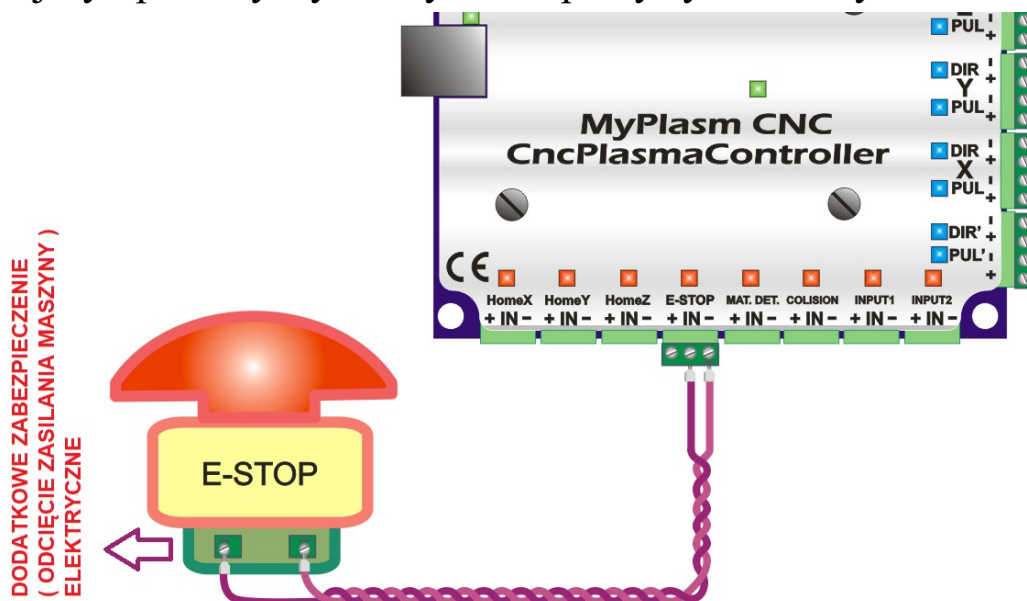 PUL - +
DIR - +
Y
PUL - +
MyPlasm CNC
CncPlasmaController
DIR - +
X
PUL - +
DIR' - +
PUL' - +
CE
HomeX HomeY HomeZ E-STOP MAT. DET. COLISION INPUT1 INPUT2
+ IN - + IN - + IN - + IN - + IN - + IN - + IN - + IN -
E-STOP
DODATKOWE ZABEZPIECZENIE
( ODCIĘCIE ZASILANIA MASZYNY )
ELEKTRYCZNE